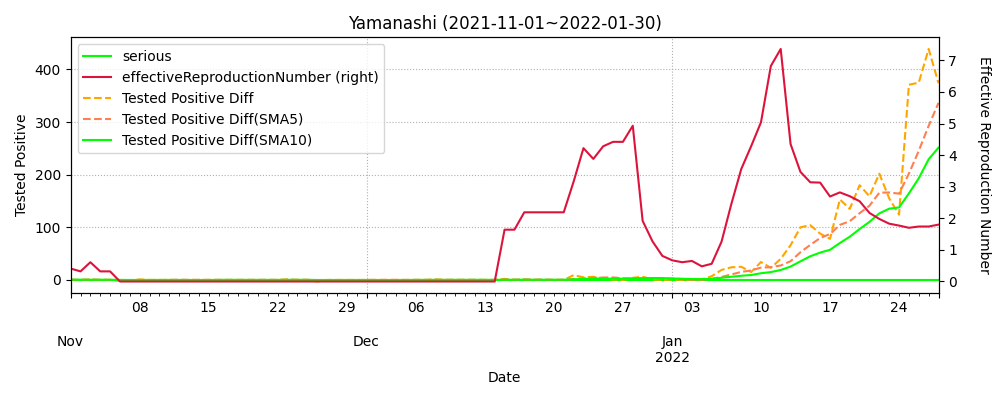 Yamanashi (2021-11-01~2022-01-30)
serious
effectiveReproductionNumber (right)
Tested Positive Diff
Tested Positive Diff(SMA5)
Tested Positive Diff(SMA10)
Tested Positive
400
300
200
100
0
Effective Reproduction Number
7
6
5
4
3
2
1
0
08 15 22 29 06 13 20 27 03 10 17 24
Nov Dec Jan
2022
Date